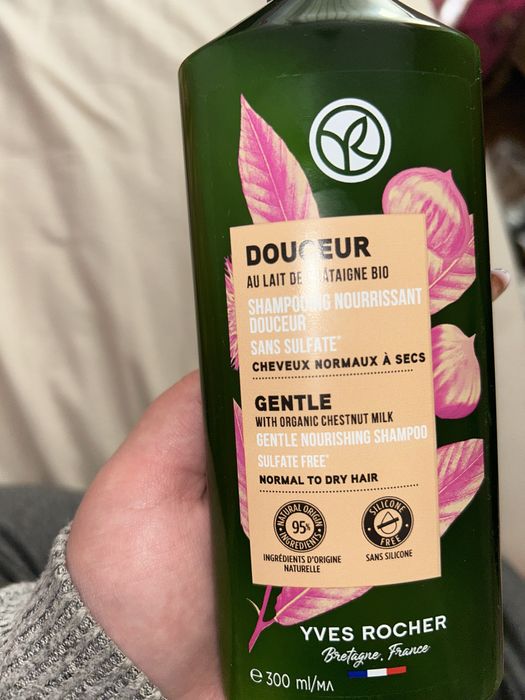 DOUCEUR
AU LAIT DE CHÂTAIGNE BIO
SHAMPOOING NOURRISSANT
DOUCEUR
SANS SULFATE*
CHEVEUX NORMAUX À SECS
GENTLE
WITH ORGANIC CHESTNUT MILK
GENTLE NOURISHING SHAMPOO
SULFATE FREE*
NORMAL TO DRY HAIR
NATURAL ORIGIN
95%
INGREDIENTS
INGRÉDIENTS D'ORIGINE
NATURELLE
SILICONE
FREE
SANS SILICONE
YVES ROCHER
Bretagne, France
e 300 ml/мл